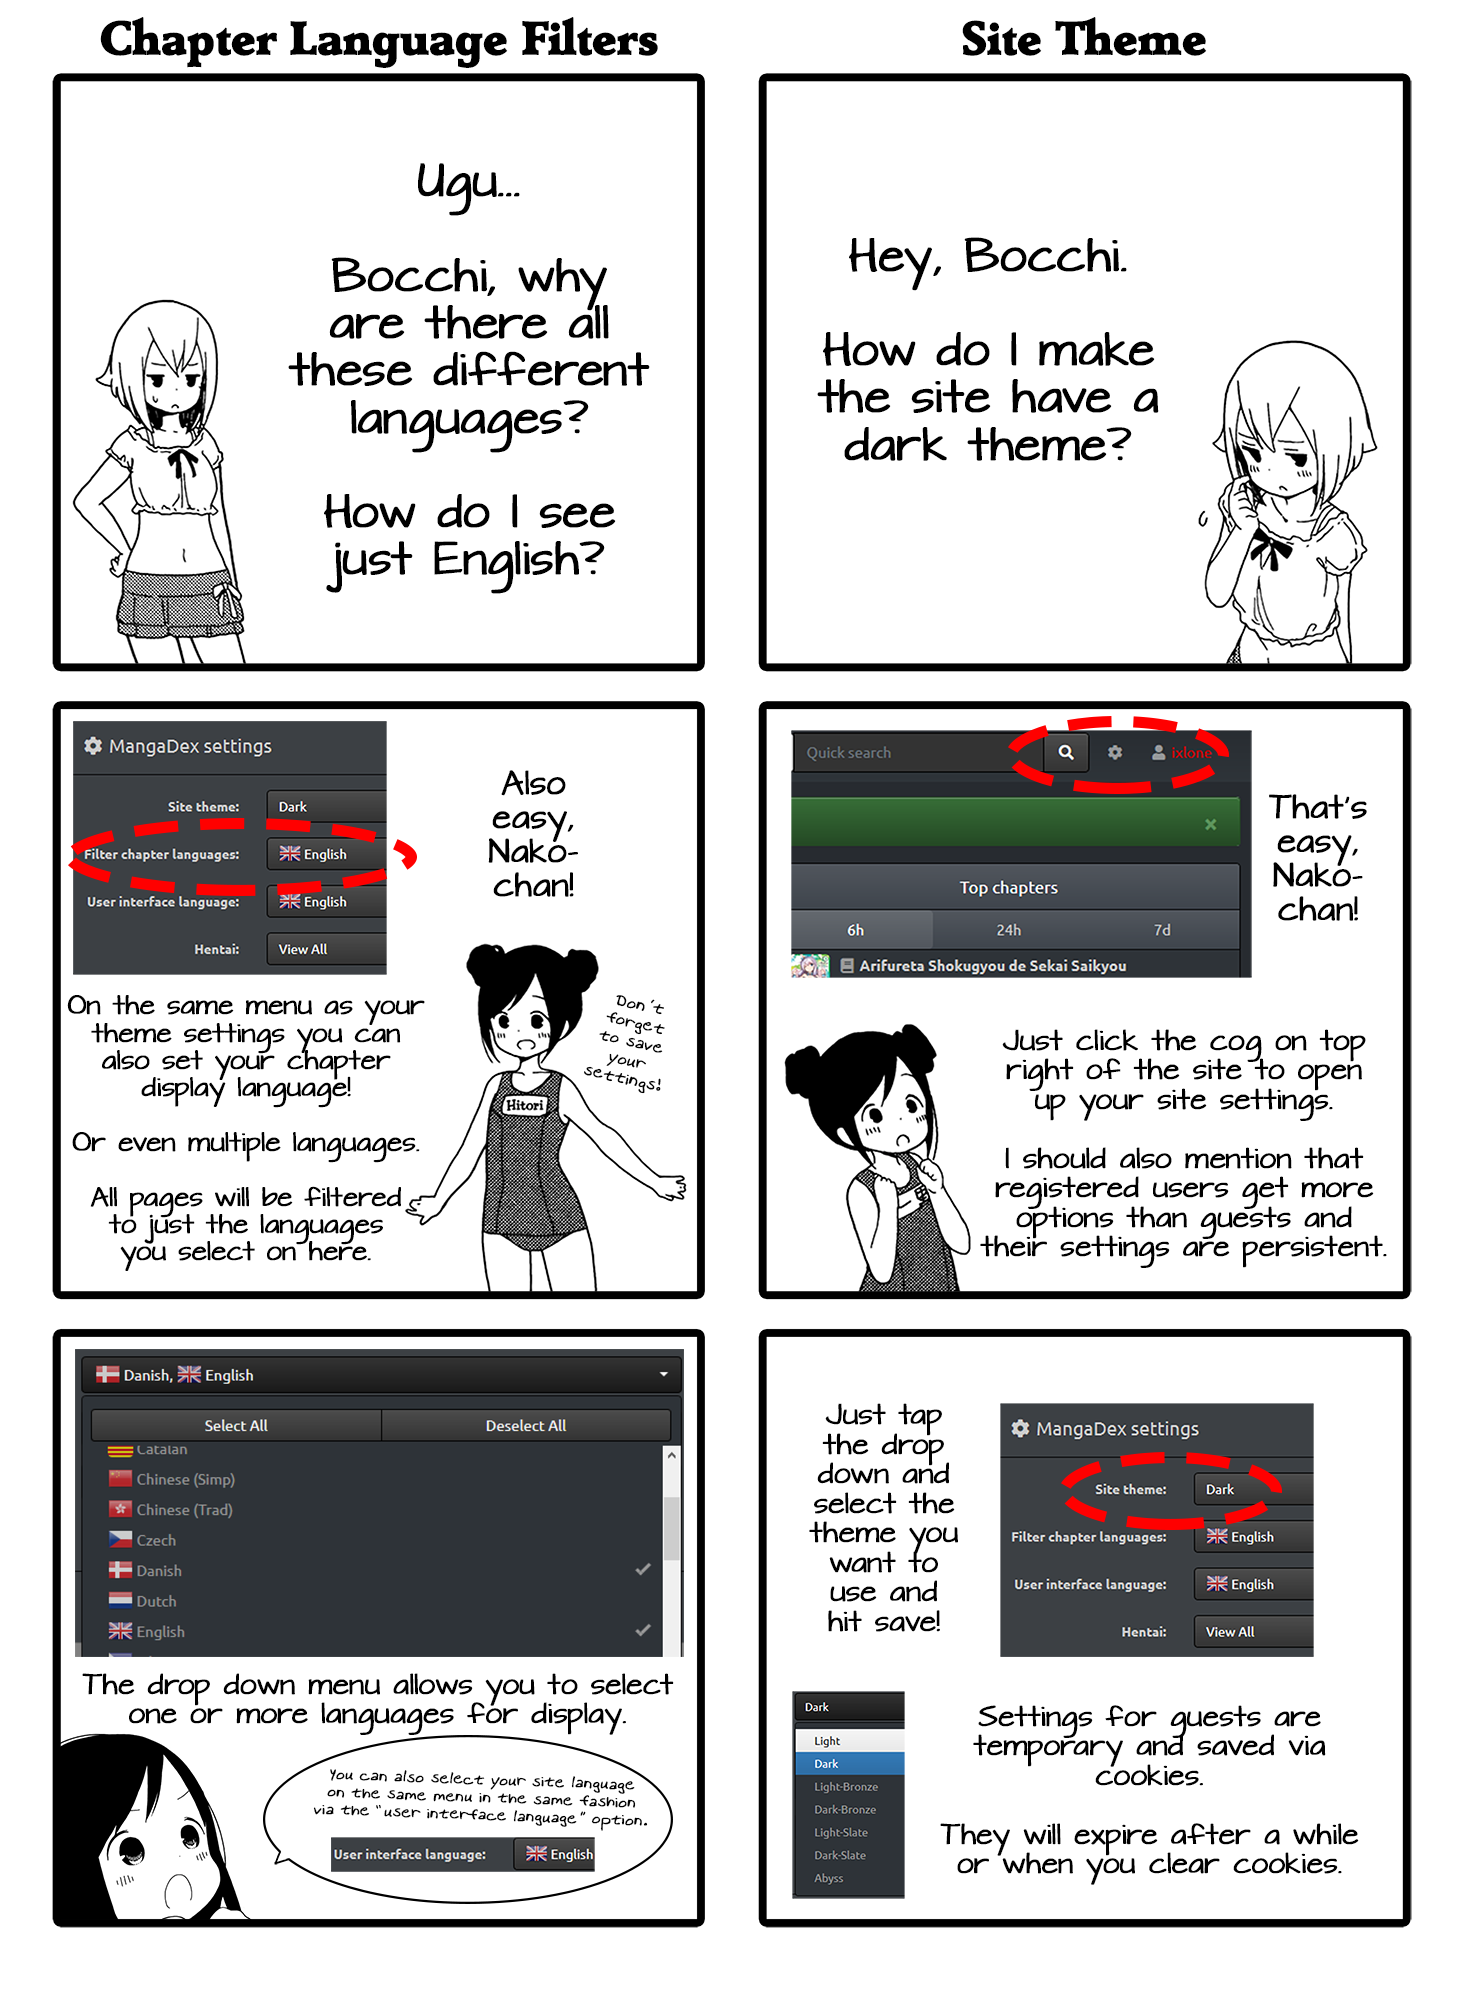 Chapter Language Filters
Ugu...
Bocchi, why
are there all
these different
languages?
How do I see
just English?
MangaDex settings
Site theme:
Dark
Filter chapter languages:
English
User interface language:
English
Hentai:
View All
Also
easy,
Nako-
chan!
On the same menu as your
theme settings you can
also set your chapter
display language!
Or even multiple languages.
All pages will be filtered
to just the languages
you select on here.
Don't
forget
to save
your
settings!
Hitori
Danish, English
Select All
Deselect All
Catalan
Chinese (Simp)
Chinese (Trad)
Czech
Danish
Dutch
English
The drop down menu allows you to select
one or more languages for display.
You can also select your site language
on the same menu in the same fashion
via the "user interface language" option.
User interface language:
English
Site Theme
Hey, Bocchi.
How do I make
the site have a
dark theme?
Quick search
ixlone
×
Top chapters
6h
24h
7d
Arifureta Shokugyou de Sekai Saikyou
That's
easy,
Nako-
chan!
Just click the cog on top
right of the site to open
up your site settings.
I should also mention that
registered users get more
options than guests and
their settings are persistent.
Just tap
the drop
down and
select the
theme you
want to
use and
hit save!
MangaDex settings
Site theme:
Dark
Filter chapter languages:
English
User interface language:
English
Hentai:
View All
Dark
Light
Dark
Light-Bronze
Dark-Bronze
Light-Slate
Dark-Slate
Abyss
Settings for guests are
temporary and saved via
cookies.
They will expire after a while
or when you clear cookies.